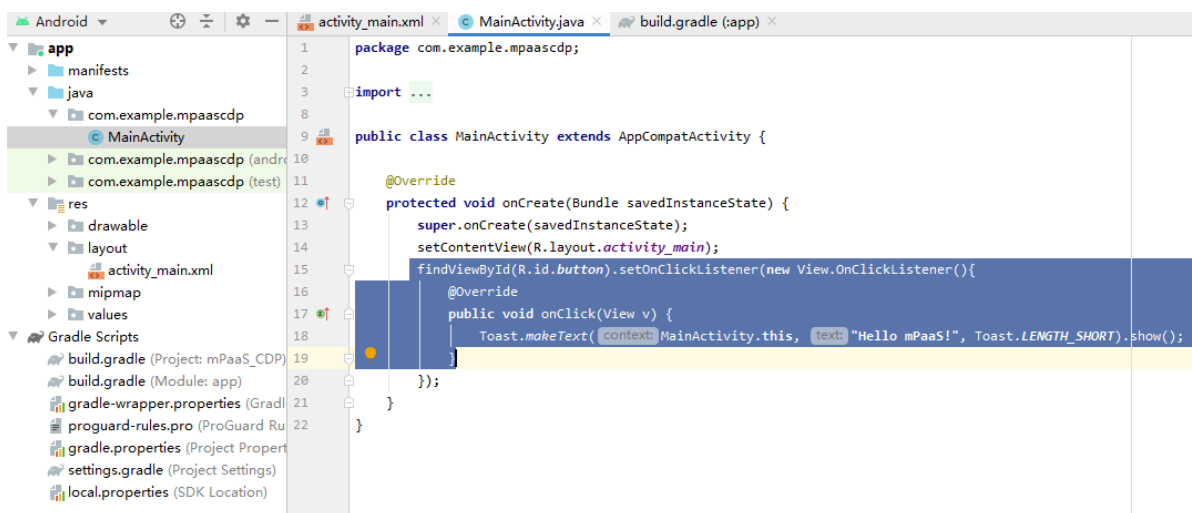 Android
activity_main.xml
MainActivity.java
build.gradle (:app)
app
manifests
java
com.example.mpaascdp
MainActivity
com.example.mpaascdp (andr
com.example.mpaascdp (test)
res
drawable
layout
activity_main.xml
mipmap
values
Gradle Scripts
build.gradle (Project: mPaaS_CDP)
build.gradle (Module: app)
gradle-wrapper.properties (Gradl
proguard-rules.pro (ProGuard Ru
gradle.properties (Project Propert
settings.gradle (Project Settings)
local.properties (SDK Location)
1 package com.example.mpaascdp;
2
3 import ...
8
9 public class MainActivity extends AppCompatActivity {
10
11 @Override
12 protected void onCreate(Bundle savedInstanceState) {
13 super.onCreate(savedInstanceState);
14 setContentView(R.layout.activity_main);
15 findViewById(R.id.button).setOnClickListener(new View.OnClickListener(){
16 @Override
17 public void onClick(View v) {
18 Toast.makeText( context: MainActivity.this, text: "Hello mPaaS!", Toast.LENGTH_SHORT).show();
19 }
20 });
21 }
22 }